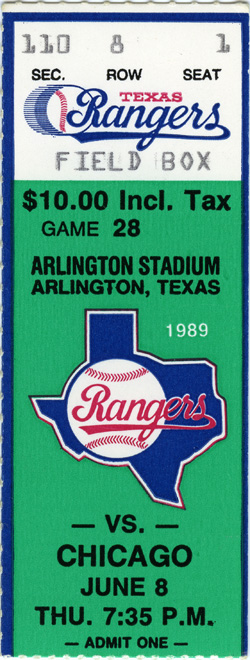 110 8 1
SEC. ROW SEAT
TEXAS
Rangers
FIELD BOX
$10.00 Incl. Tax
GAME 28
ARLINGTON STADIUM
ARLINGTON, TEXAS
1989
Rangers
— VS. —
CHICAGO
JUNE 8
THU. 7:35 P.M.
— ADMIT ONE —